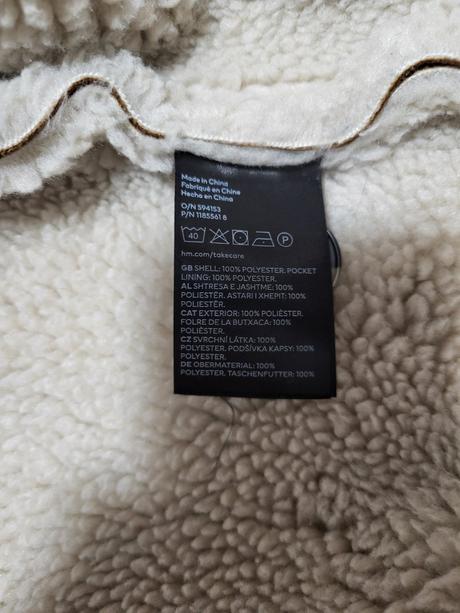 Made in China
Fabriqué en Chine
Hecho en China
O/N 594153
P/N 1185561 8
40 P
hm.com/takecare
GB SHELL: 100% POLYESTER. POCKET
LINING: 100% POLYESTER.
AL SHTRESA E JASHTME: 100%
POLIESTËR. ASTARI I XHEPIT: 100%
POLIESTËR.
CAT EXTERIOR: 100% POLIÈSTER.
FOLRE DE LA BUTXACA: 100%
POLIÈSTER.
CZ SVRCHNÍ LÁTKA: 100%
POLYESTER. PODŠÍVKA KAPSY: 100%
POLYESTER.
DE OBERMATERIAL: 100%
POLYESTER. TASCHENFUTTER: 100%